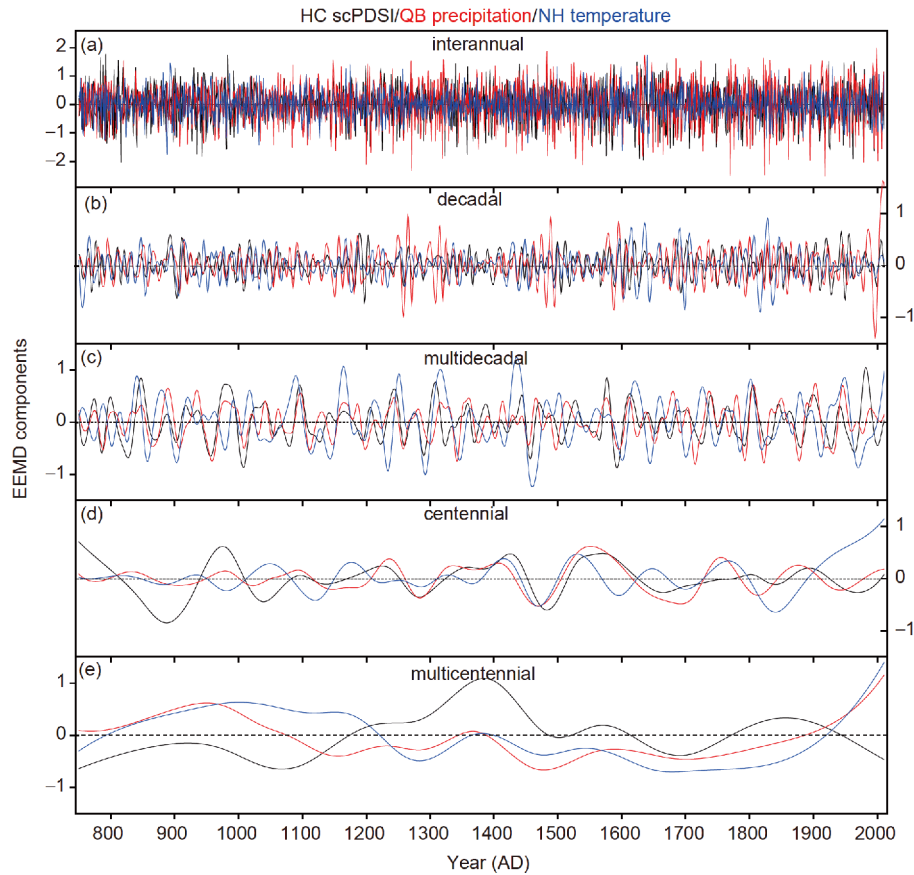 HC scPDSI/QB precipitation/NH temperature
(a)
interannual
2
1
0
−1
−2
(b)
decadal
1
0
−1
(c)
multidecadal
1
0
−1
EEMD components
(d)
centennial
1
0
−1
(e)
multicentennial
1
0
−1
800 900 1000 1100 1200 1300 1400 1500 1600 1700 1800 1900 2000
Year (AD)